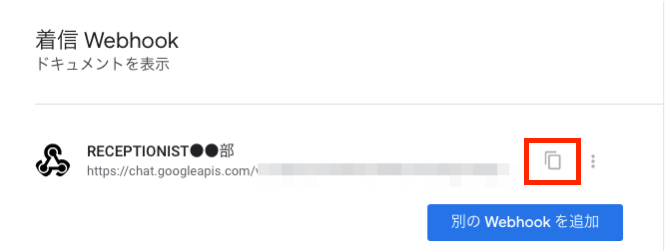 着信 Webhook
ドキュメントを表示
RECEPTIONIST●●部
https://chat.googleapis.com/
別の Webhook を追加